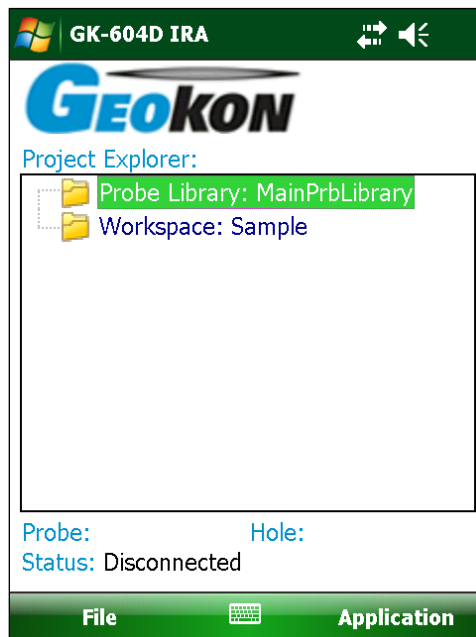 GK-604D IRA
GEOKON
Project Explorer:
Probe Library: MainPrbLibrary
Workspace: Sample
Probe: Hole:
Status: Disconnected
File Application